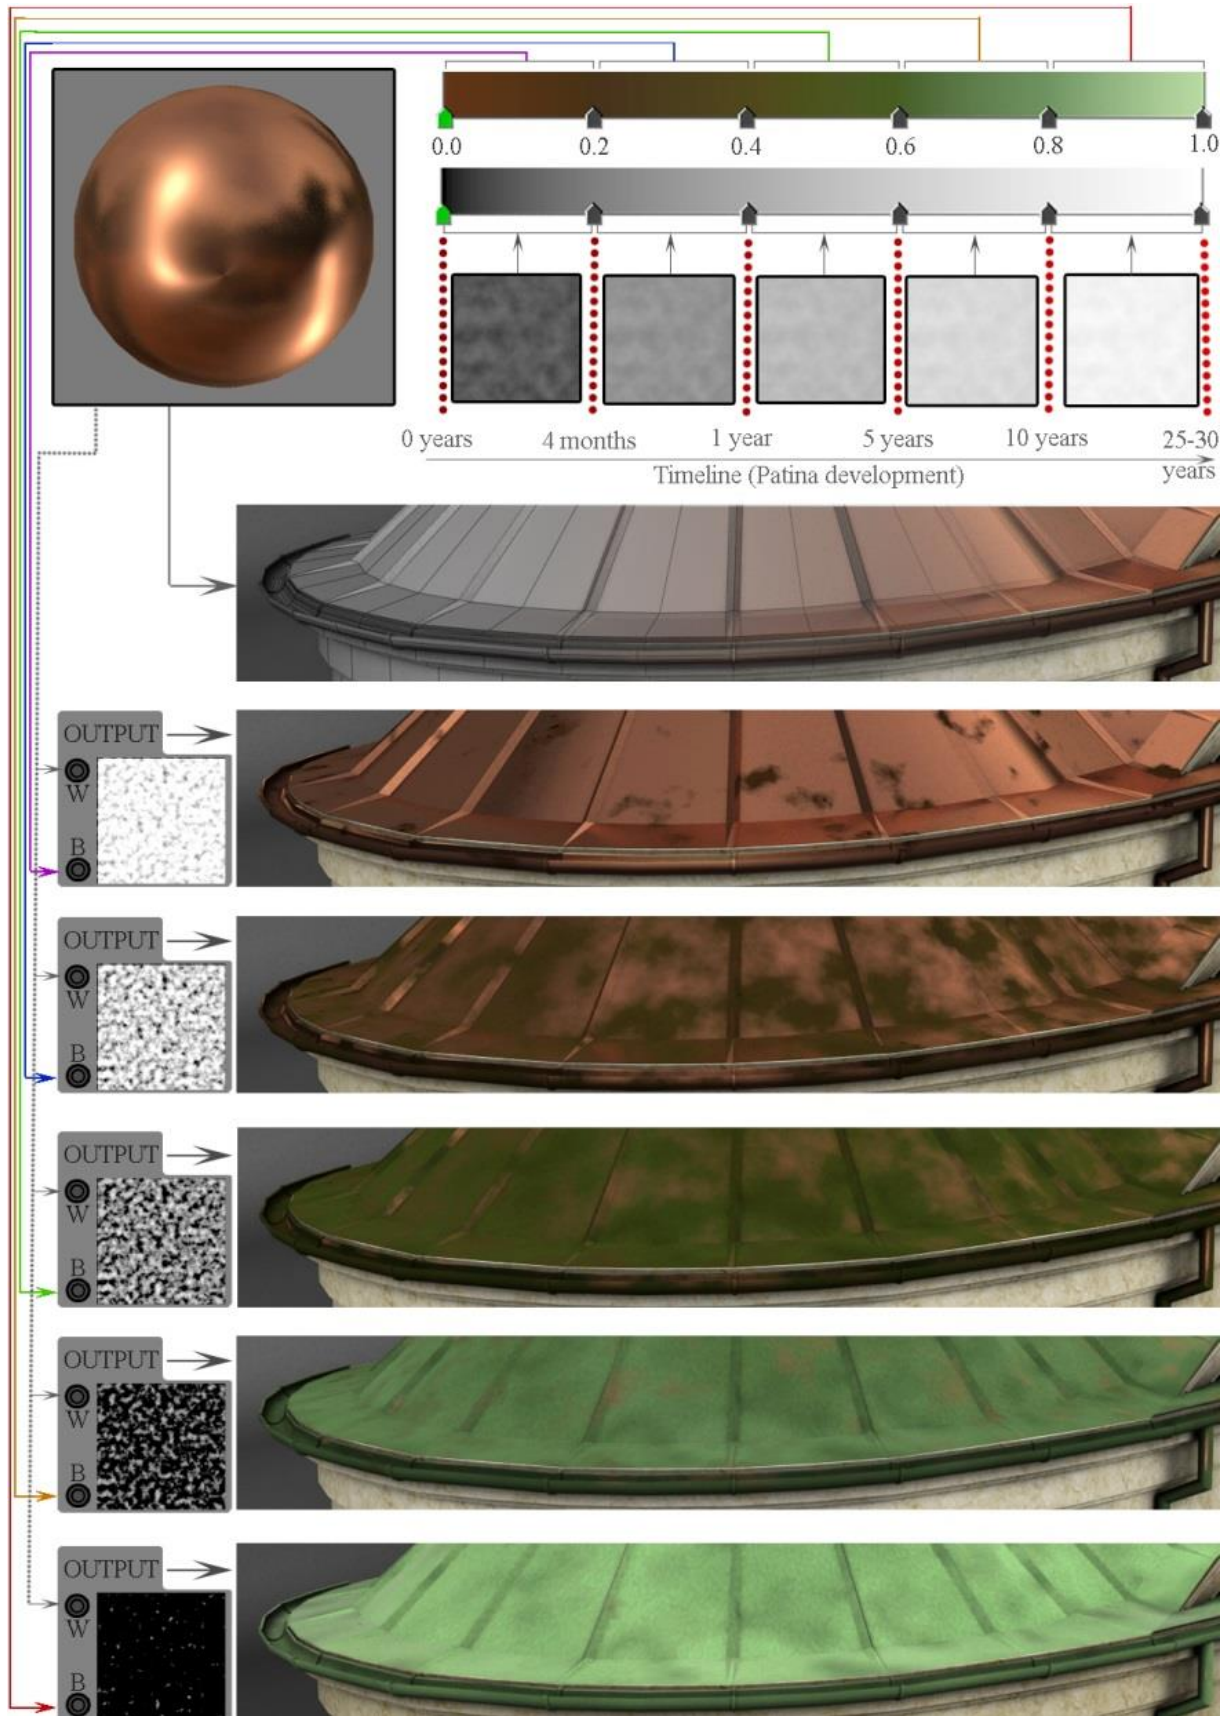 0.0 0.2 0.4 0.6 0.8 1.0
0 years 4 months 1 year 5 years 10 years 25-30
years
Timeline (Patina development)
OUTPUT
W
B
OUTPUT
W
B
OUTPUT
W
B
OUTPUT
W
B
OUTPUT
W
B